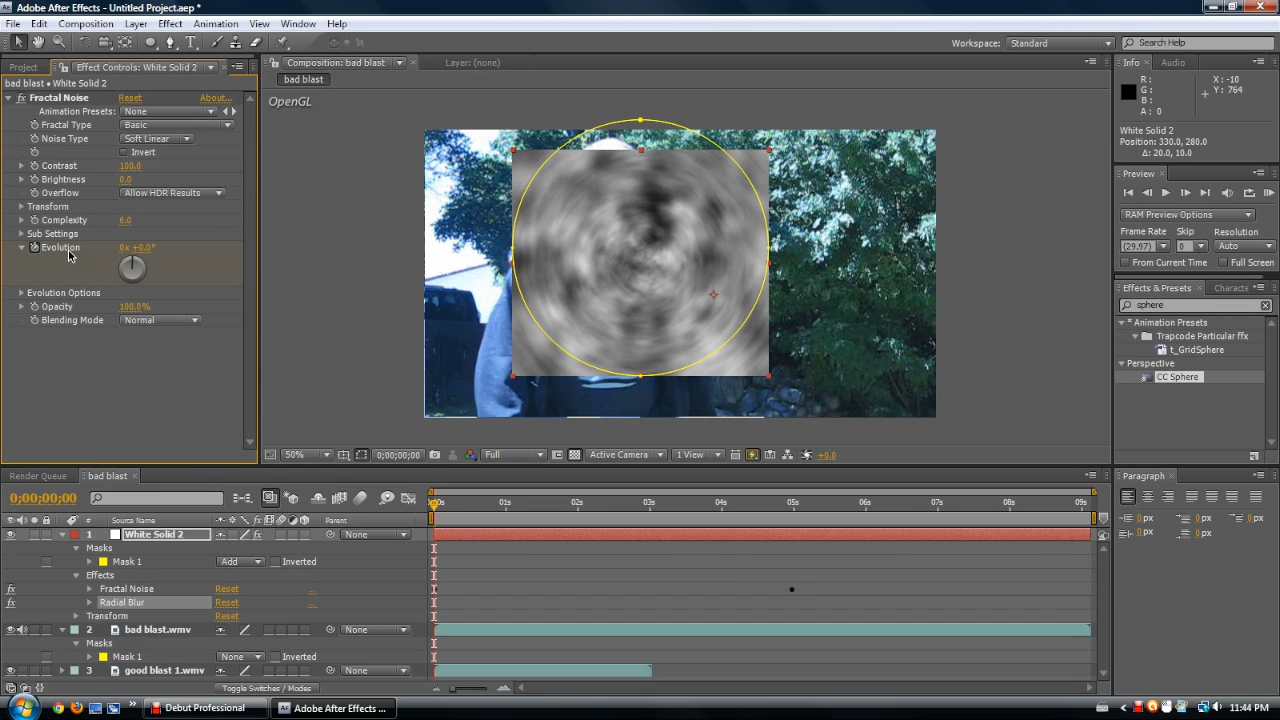 Adobe After Effects - Untitled Project.aep *
File Edit Composition Layer Effect Animation View Window Help
Workspace: Standard Search Help
Project Effect Controls: White Solid 2
bad blast • White Solid 2
Fractal Noise Reset About...
Animation Presets: None
Fractal Type Basic
Noise Type Soft Linear
Invert
Contrast 100.0
Brightness 0.0
Overflow Allow HDR Results
Transform
Complexity 6.0
Sub Settings
Evolution 0x +0.0°
Evolution Options
Opacity 100.0%
Blending Mode Normal
Composition: bad blast Layer: (none)
bad blast
OpenGL
50% 0;00;00;00 Full Active Camera 1 View +0.0
Info Audio
R: X: -10
G: Y: 764
B:
A: 0
White Solid 2
Position: 330.0, 280.0
Δ: 20.0, 10.0
Preview
RAM Preview Options
Frame Rate Skip Resolution
(29.97) 0 Auto
From Current Time Full Screen
Effects & Presets Characte
sphere
* Animation Presets
Trapcode Particular ffx
t_GridSphere
Perspective
CC Sphere
Render Queue bad blast
0;00;00;00
00s 01s 02s 03s 04s 05s 06s 07s 08s 09s
# Source Name Parent
1 White Solid 2 None
Masks
Mask 1 Add Inverted
Effects
Fractal Noise Reset ...
Radial Blur Reset ...
Transform Reset
2 bad blast.wmv None
Masks
Mask 1 None Inverted
3 good blast 1.wmv None
Toggle Switches / Modes
Paragraph
0 px 0 px 0 px
0 px 0 px
Debut Professional Adobe After Effects ... 11:44 PM